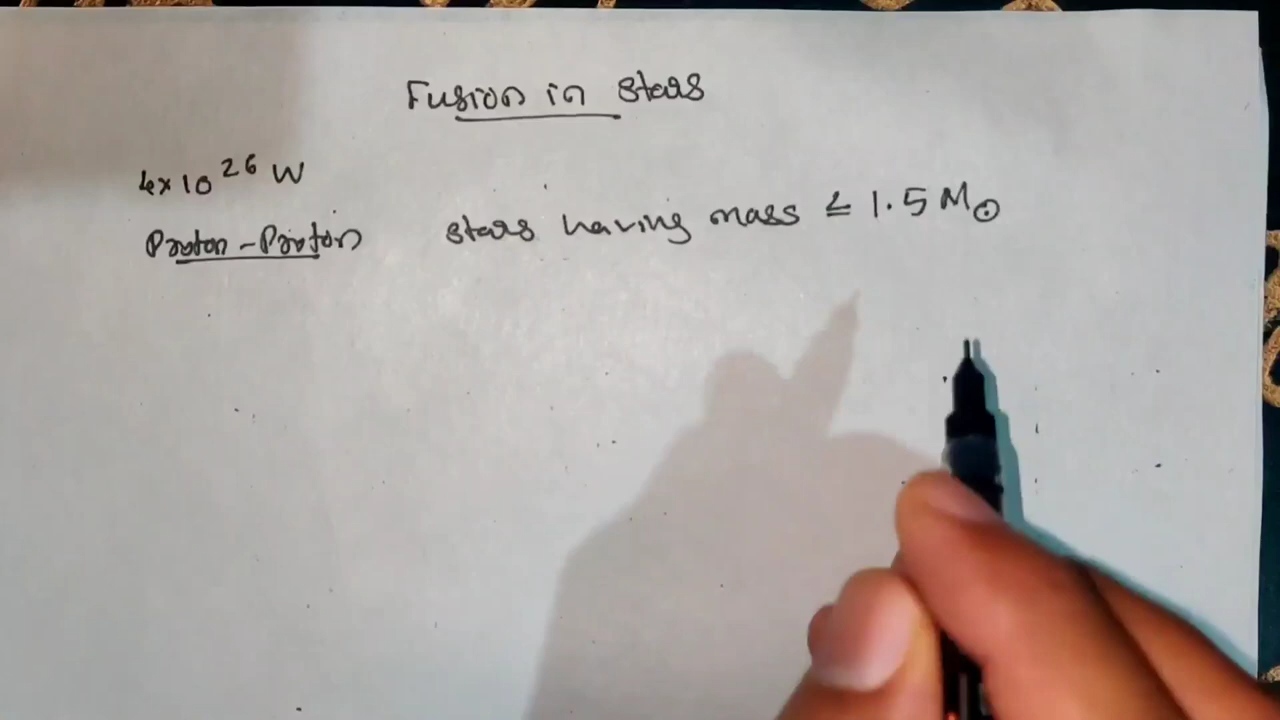 Fusion in stars
4×10²⁶ W
Proton-Proton stars having mass ≤ 1.5 M☉